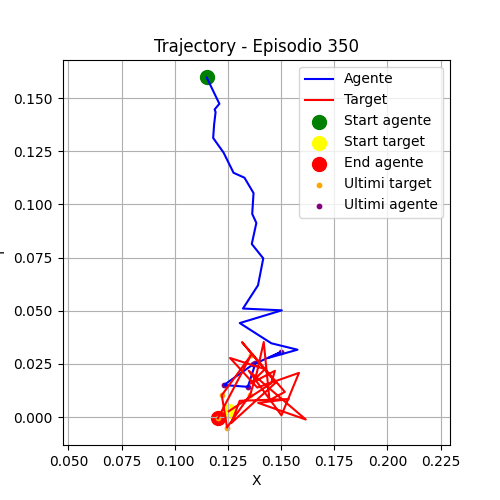 Trajectory - Episodio 350
Agente
Target
Start agente
Start target
End agente
Ultimi target
Ultimi agente
0.150
0.125
0.100
0.075
0.050
0.025
0.000
0.050 0.075 0.100 0.125 0.150 0.175 0.200 0.225
X